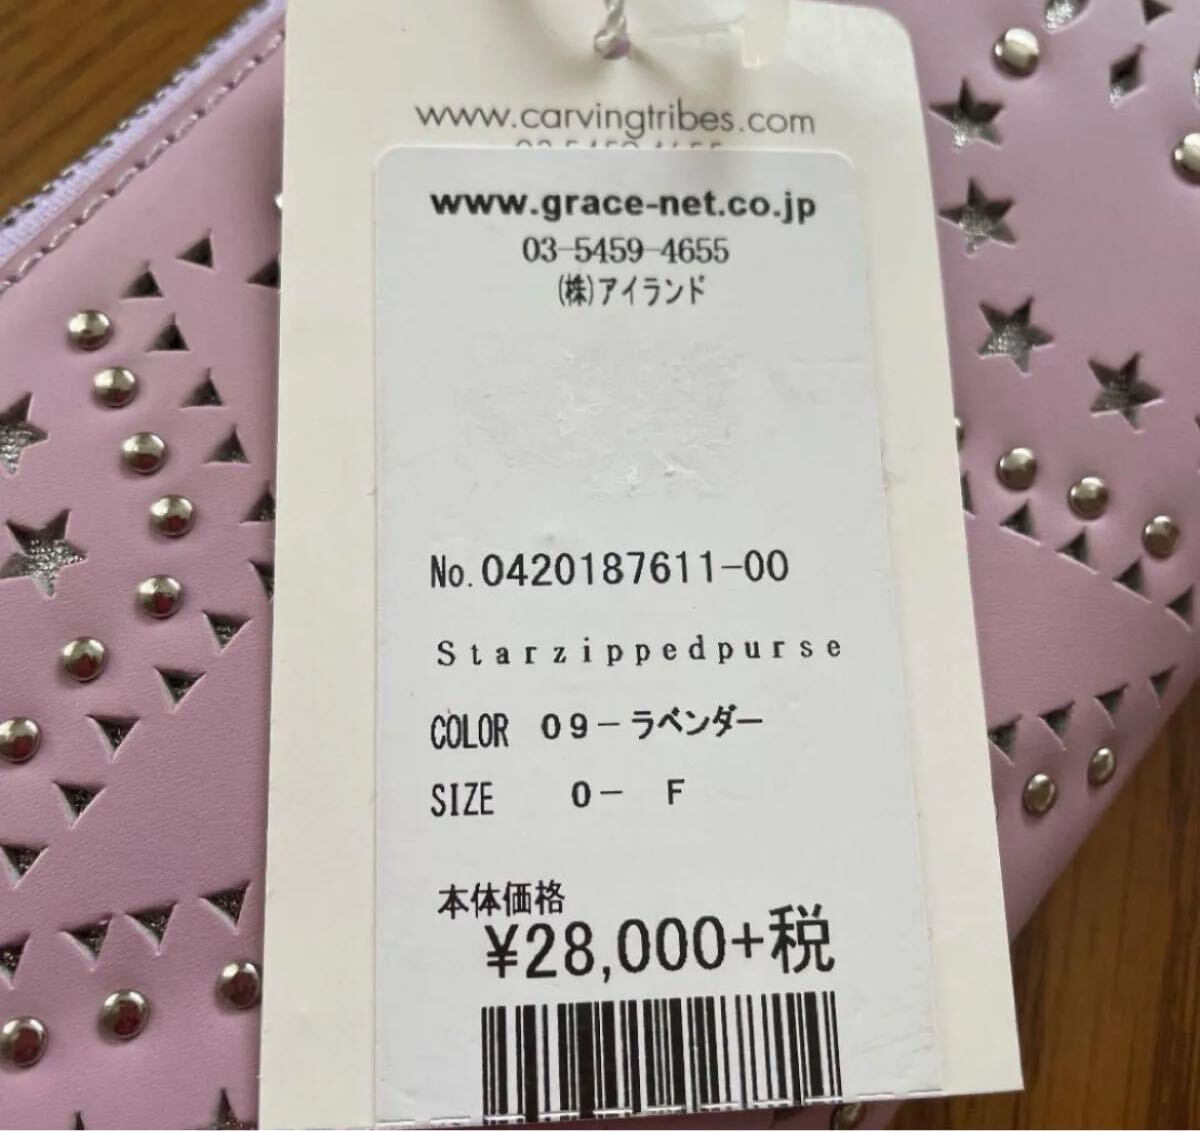 www.carvingtribes.com
www.grace-net.co.jp
03-5459-4655
(株)アイランド
No.0420187611-00
Starzippedpurse
COLOR 09-ラベンダー
SIZE 0- F
本体価格
¥28,000+税